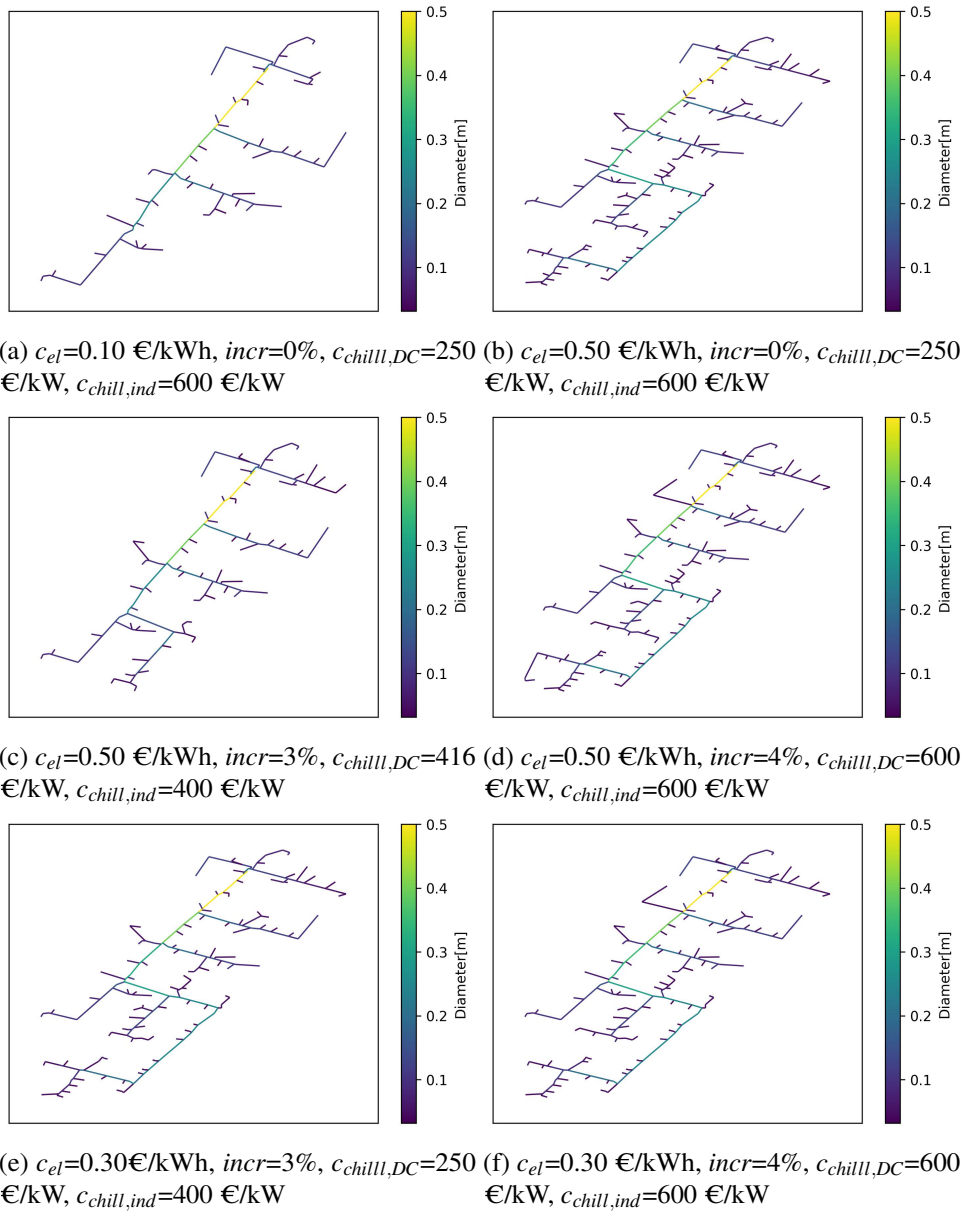 0.5
0.4
0.3
0.2
0.1
Diameter[m]
0.5
0.4
0.3
0.2
0.1
Diameter[m]
(a) c_el=0.10 €/kWh, incr=0%, c_chilll,DC=250
€/kW, c_chill,ind=600 €/kW
(b) c_el=0.50 €/kWh, incr=0%, c_chilll,DC=250
€/kW, c_chill,ind=600 €/kW
0.5
0.4
0.3
0.2
0.1
Diameter[m]
0.5
0.4
0.3
0.2
0.1
Diameter[m]
(c) c_el=0.50 €/kWh, incr=3%, c_chilll,DC=416
€/kW, c_chill,ind=400 €/kW
(d) c_el=0.50 €/kWh, incr=4%, c_chilll,DC=600
€/kW, c_chill,ind=600 €/kW
0.5
0.4
0.3
0.2
0.1
Diameter[m]
0.5
0.4
0.3
0.2
0.1
Diameter[m]
(e) c_el=0.30€/kWh, incr=3%, c_chilll,DC=250
€/kW, c_chill,ind=400 €/kW
(f) c_el=0.30 €/kWh, incr=4%, c_chilll,DC=600
€/kW, c_chill,ind=600 €/kW